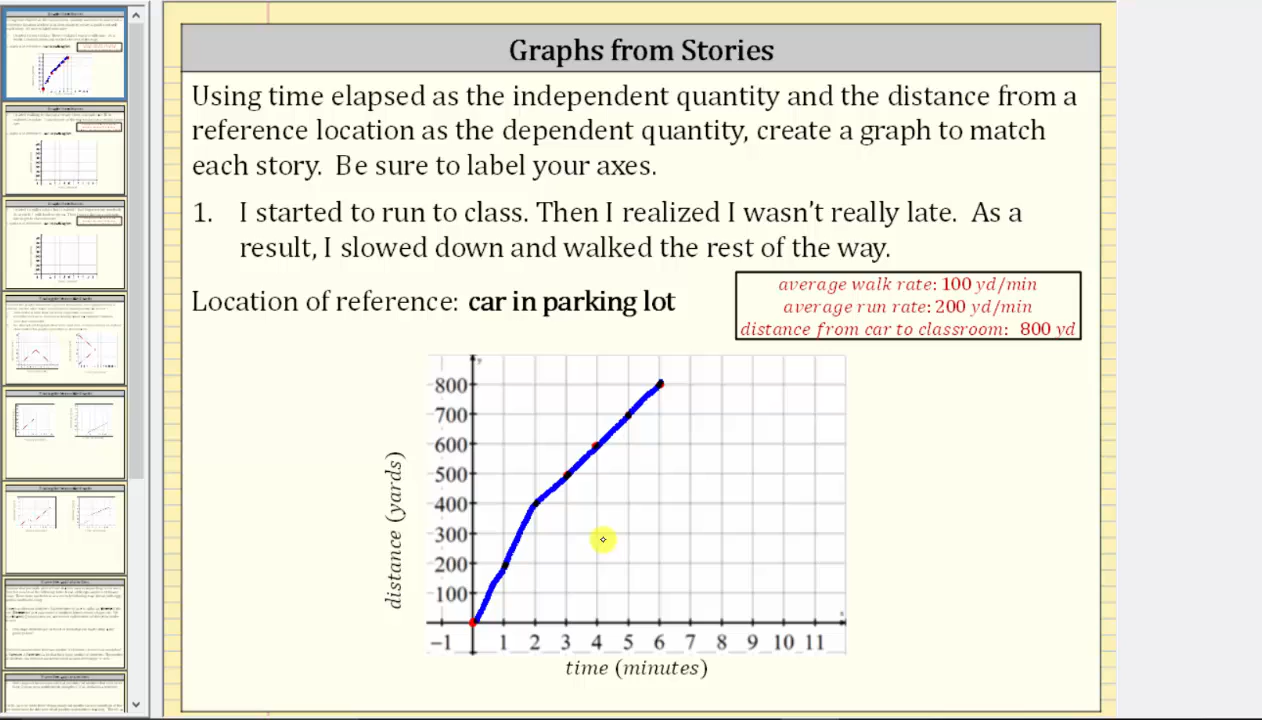 Graphs from Stories
Using time elapsed as the independent quantity and the distance from a
reference location as the dependent quantity, create a graph to match
each story. Be sure to label your axes.
1. I started to run to class. Then I realized I wasn't really late. As a
result, I slowed down and walked the rest of the way.
Location of reference: car in parking lot
average walk rate: 100 yd/min
average run rate: 200 yd/min
distance from car to classroom: 800 yd
y
800
700
600
500
400
300
200
100
distance (yards)
x
−1 1 2 3 4 5 6 7 8 9 10 11
time (minutes)